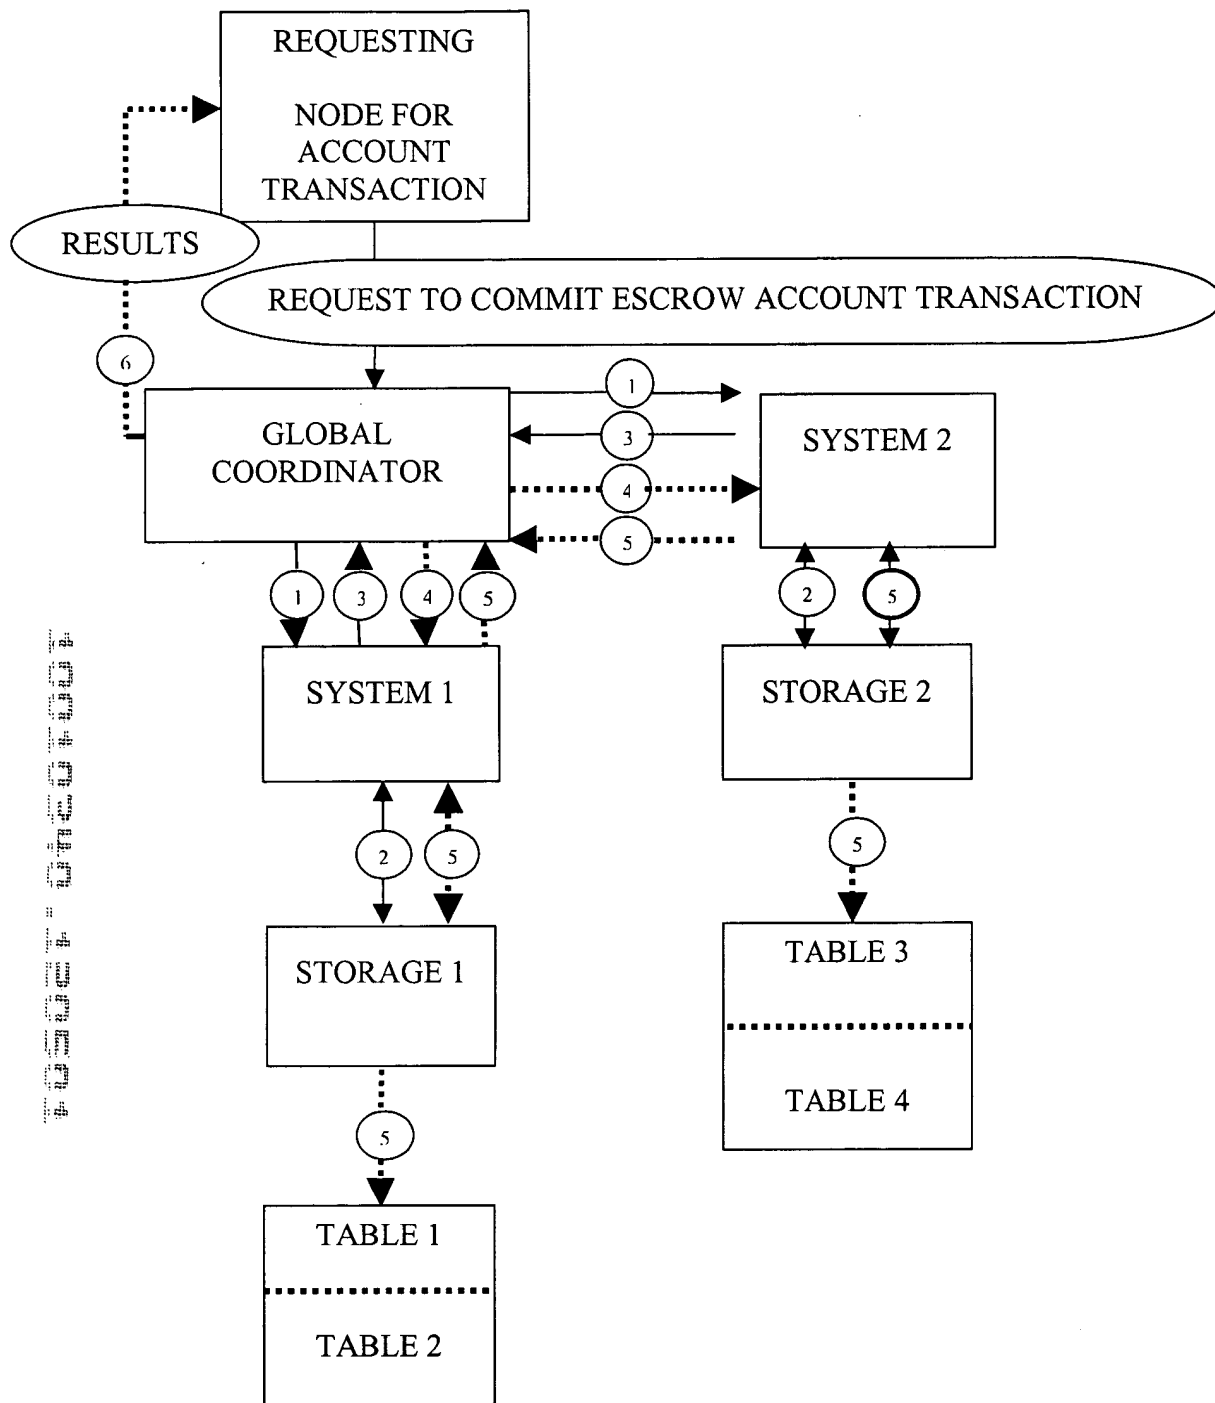 REQUESTING
NODE FOR
ACCOUNT
TRANSACTION
RESULTS
REQUEST TO COMMIT ESCROW ACCOUNT TRANSACTION
6
1
GLOBAL
COORDINATOR
3
SYSTEM 2
4
5
1
3
4
5
2
5
SYSTEM 1
STORAGE 2
2
5
5
STORAGE 1
TABLE 3
TABLE 4
5
TABLE 1
TABLE 2